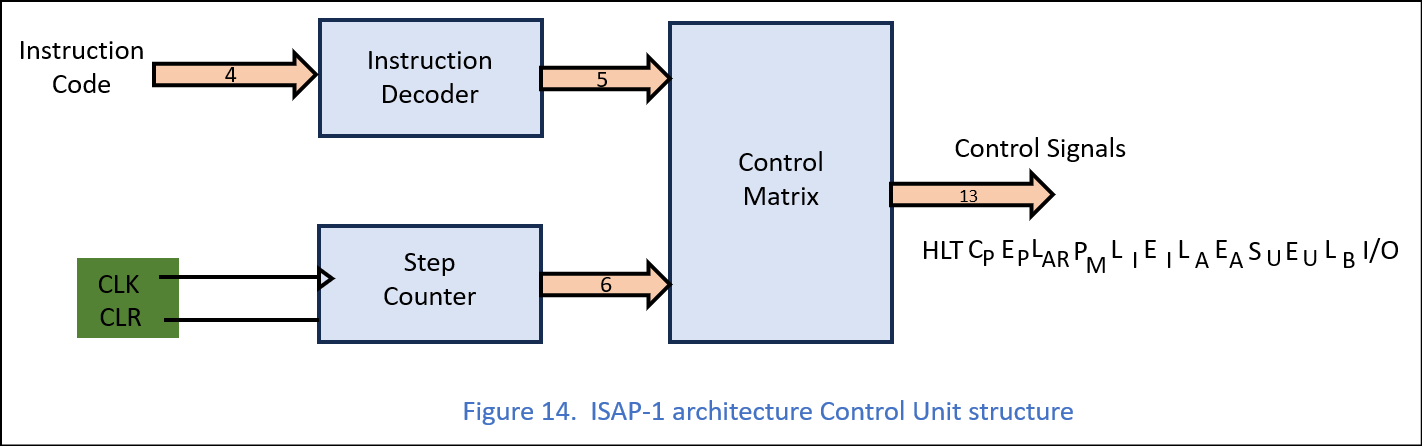 Instruction
Code
4
Instruction
Decoder
5
Control
Matrix
Control Signals
13
HLT CP EP LAR PM LI EI LA EA SU EU LB I/O
CLK
CLR
Step
Counter
6
Figure 14. ISAP-1 architecture Control Unit structure